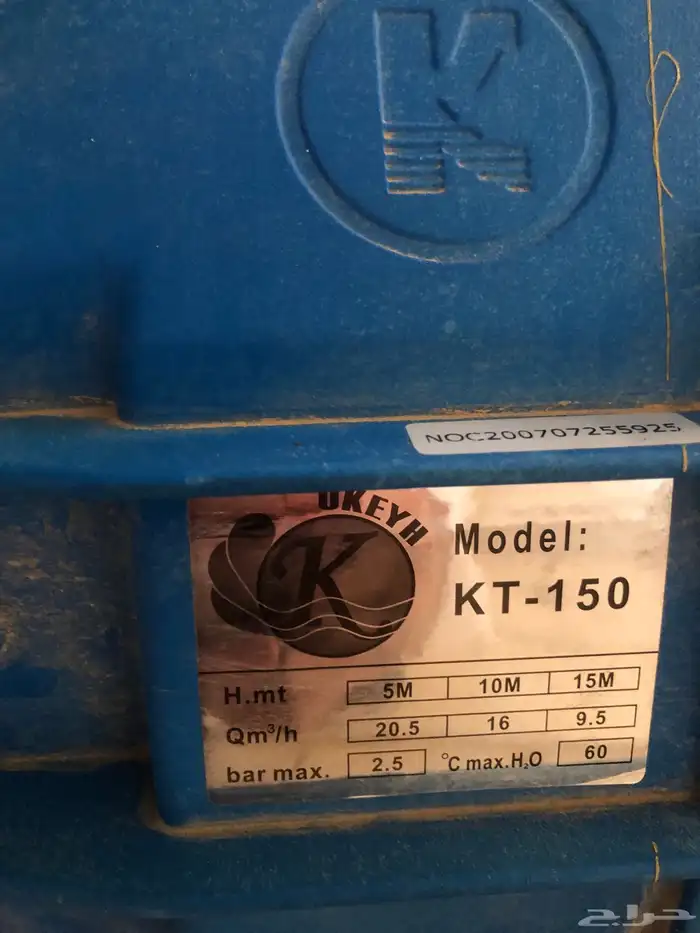 K
NOC200707255925
UKEYH
K
Model:
KT-150
H.mt 5M 10M 15M
Qm³/h 20.5 16 9.5
bar max. 2.5 °C max.H₂O 60
حراج